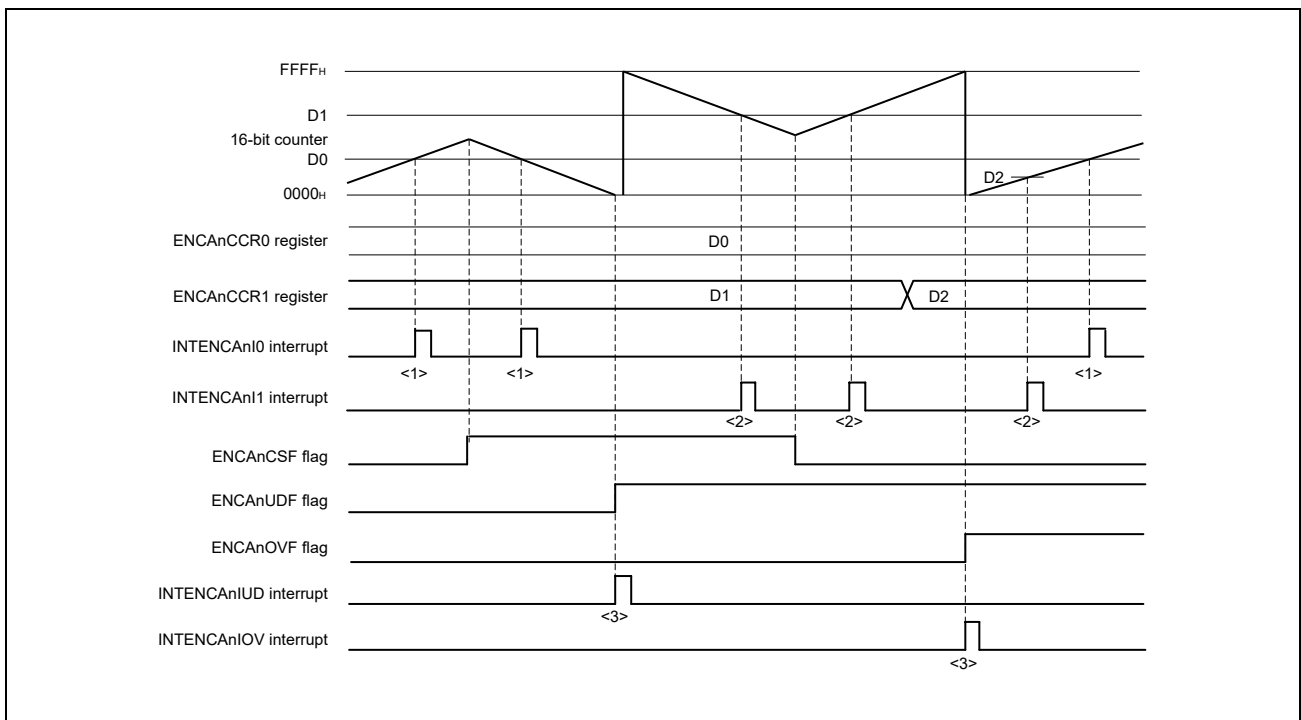 FFFFH
D1
16-bit counter
D0
D2
0000H
ENCAnCCR0 register
D0
ENCAnCCR1 register
D1
D2
INTENCAnI0 interrupt
<1>
<1>
<1>
INTENCAnI1 interrupt
<2>
<2>
<2>
ENCAnCSF flag
ENCAnUDF flag
ENCAnOVF flag
INTENCAnIUD interrupt
<3>
INTENCAnIOV interrupt
<3>